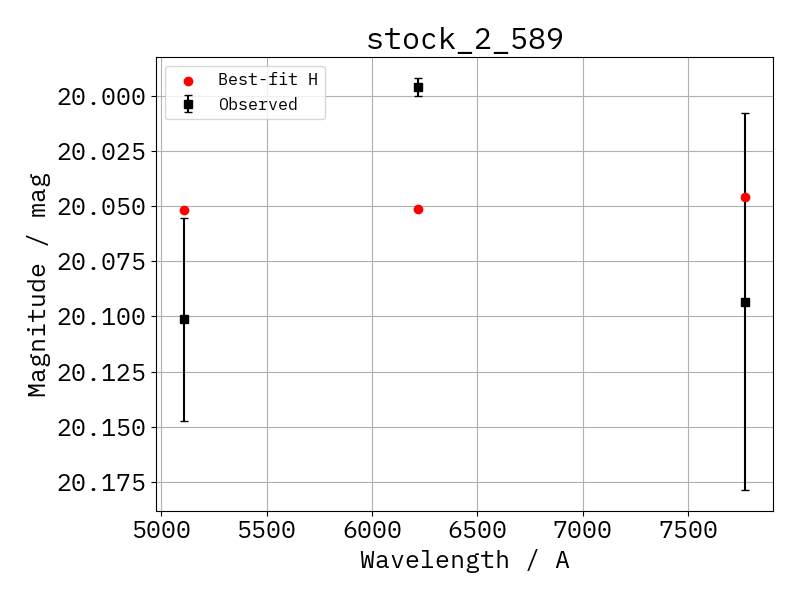 stock_2_589
Best-fit H
Observed
Magnitude / mag
20.000
20.025
20.050
20.075
20.100
20.125
20.150
20.175
5000 5500 6000 6500 7000 7500
Wavelength / A